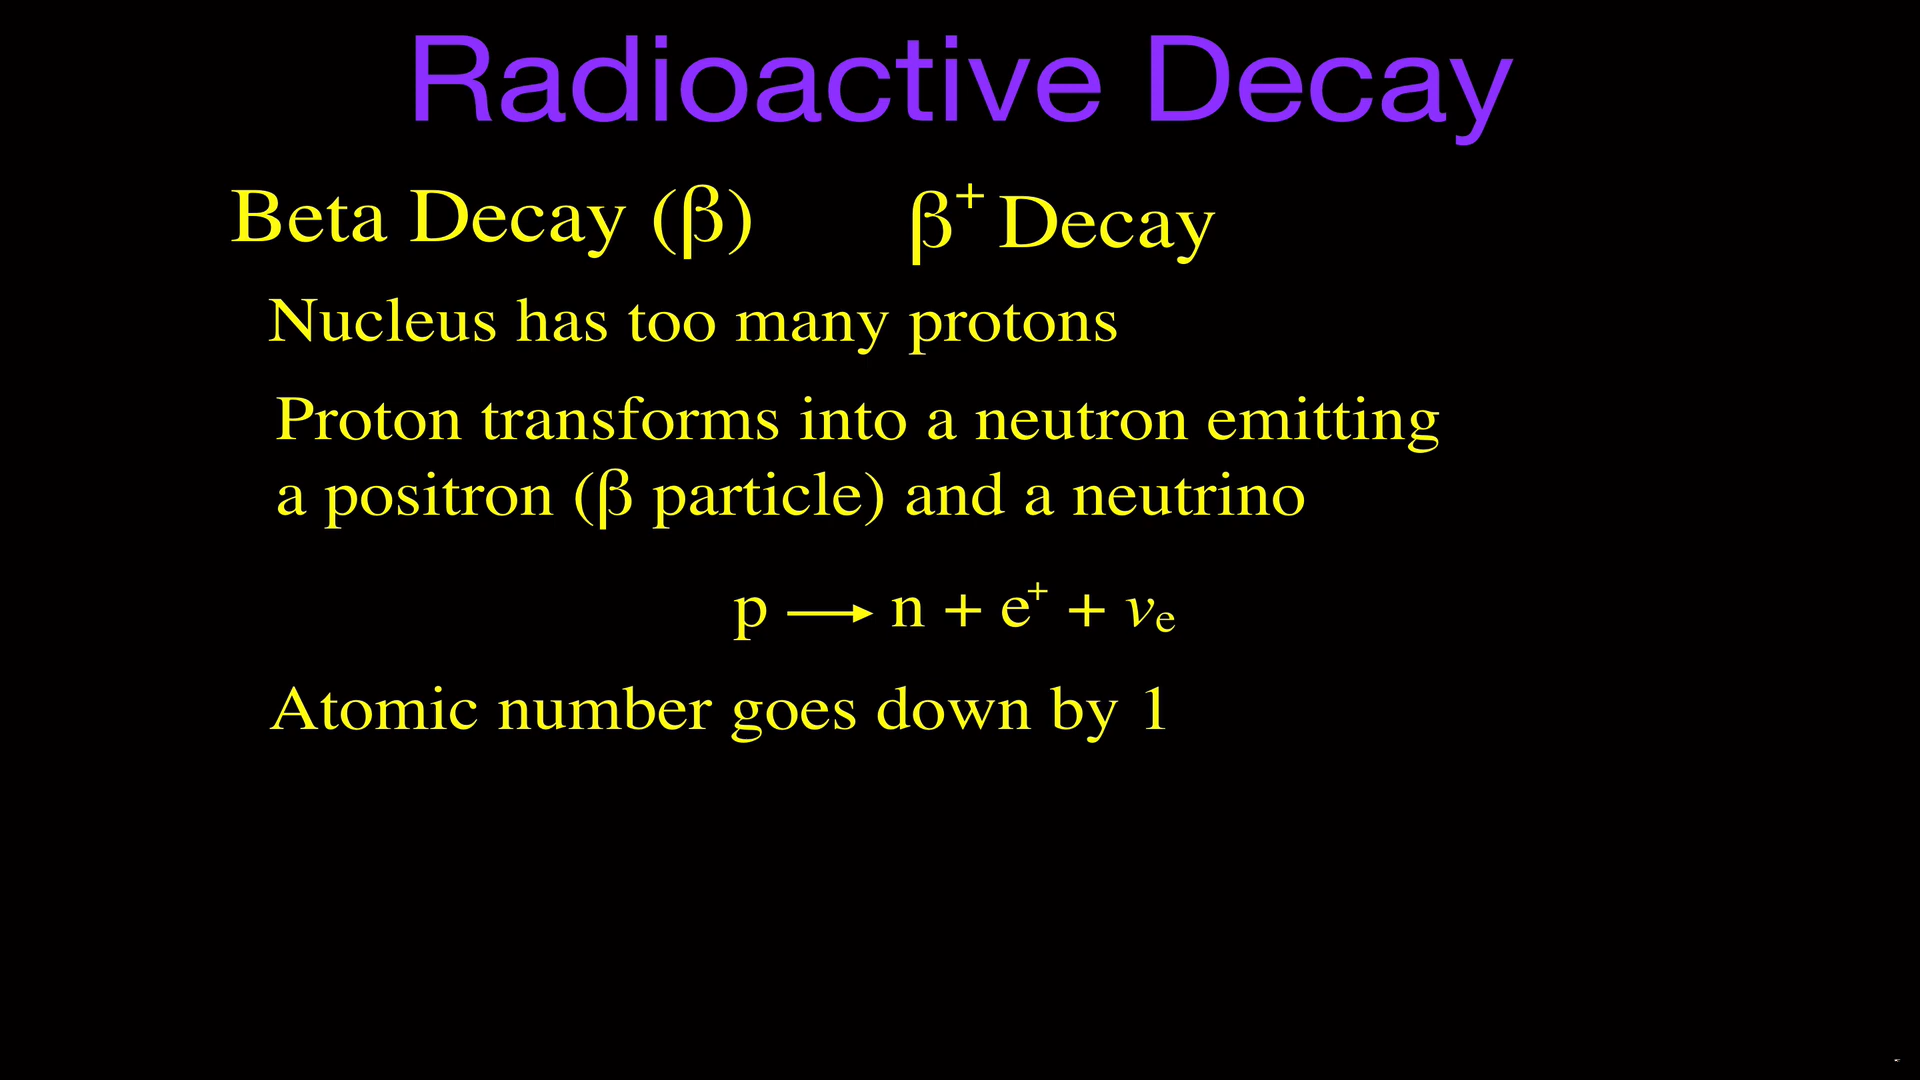 Radioactive Decay
Beta Decay (β) β⁺ Decay
Nucleus has too many protons
Proton transforms into a neutron emitting
a positron (β particle) and a neutrino
p ⟶ n + e⁺ + νₑ
Atomic number goes down by 1